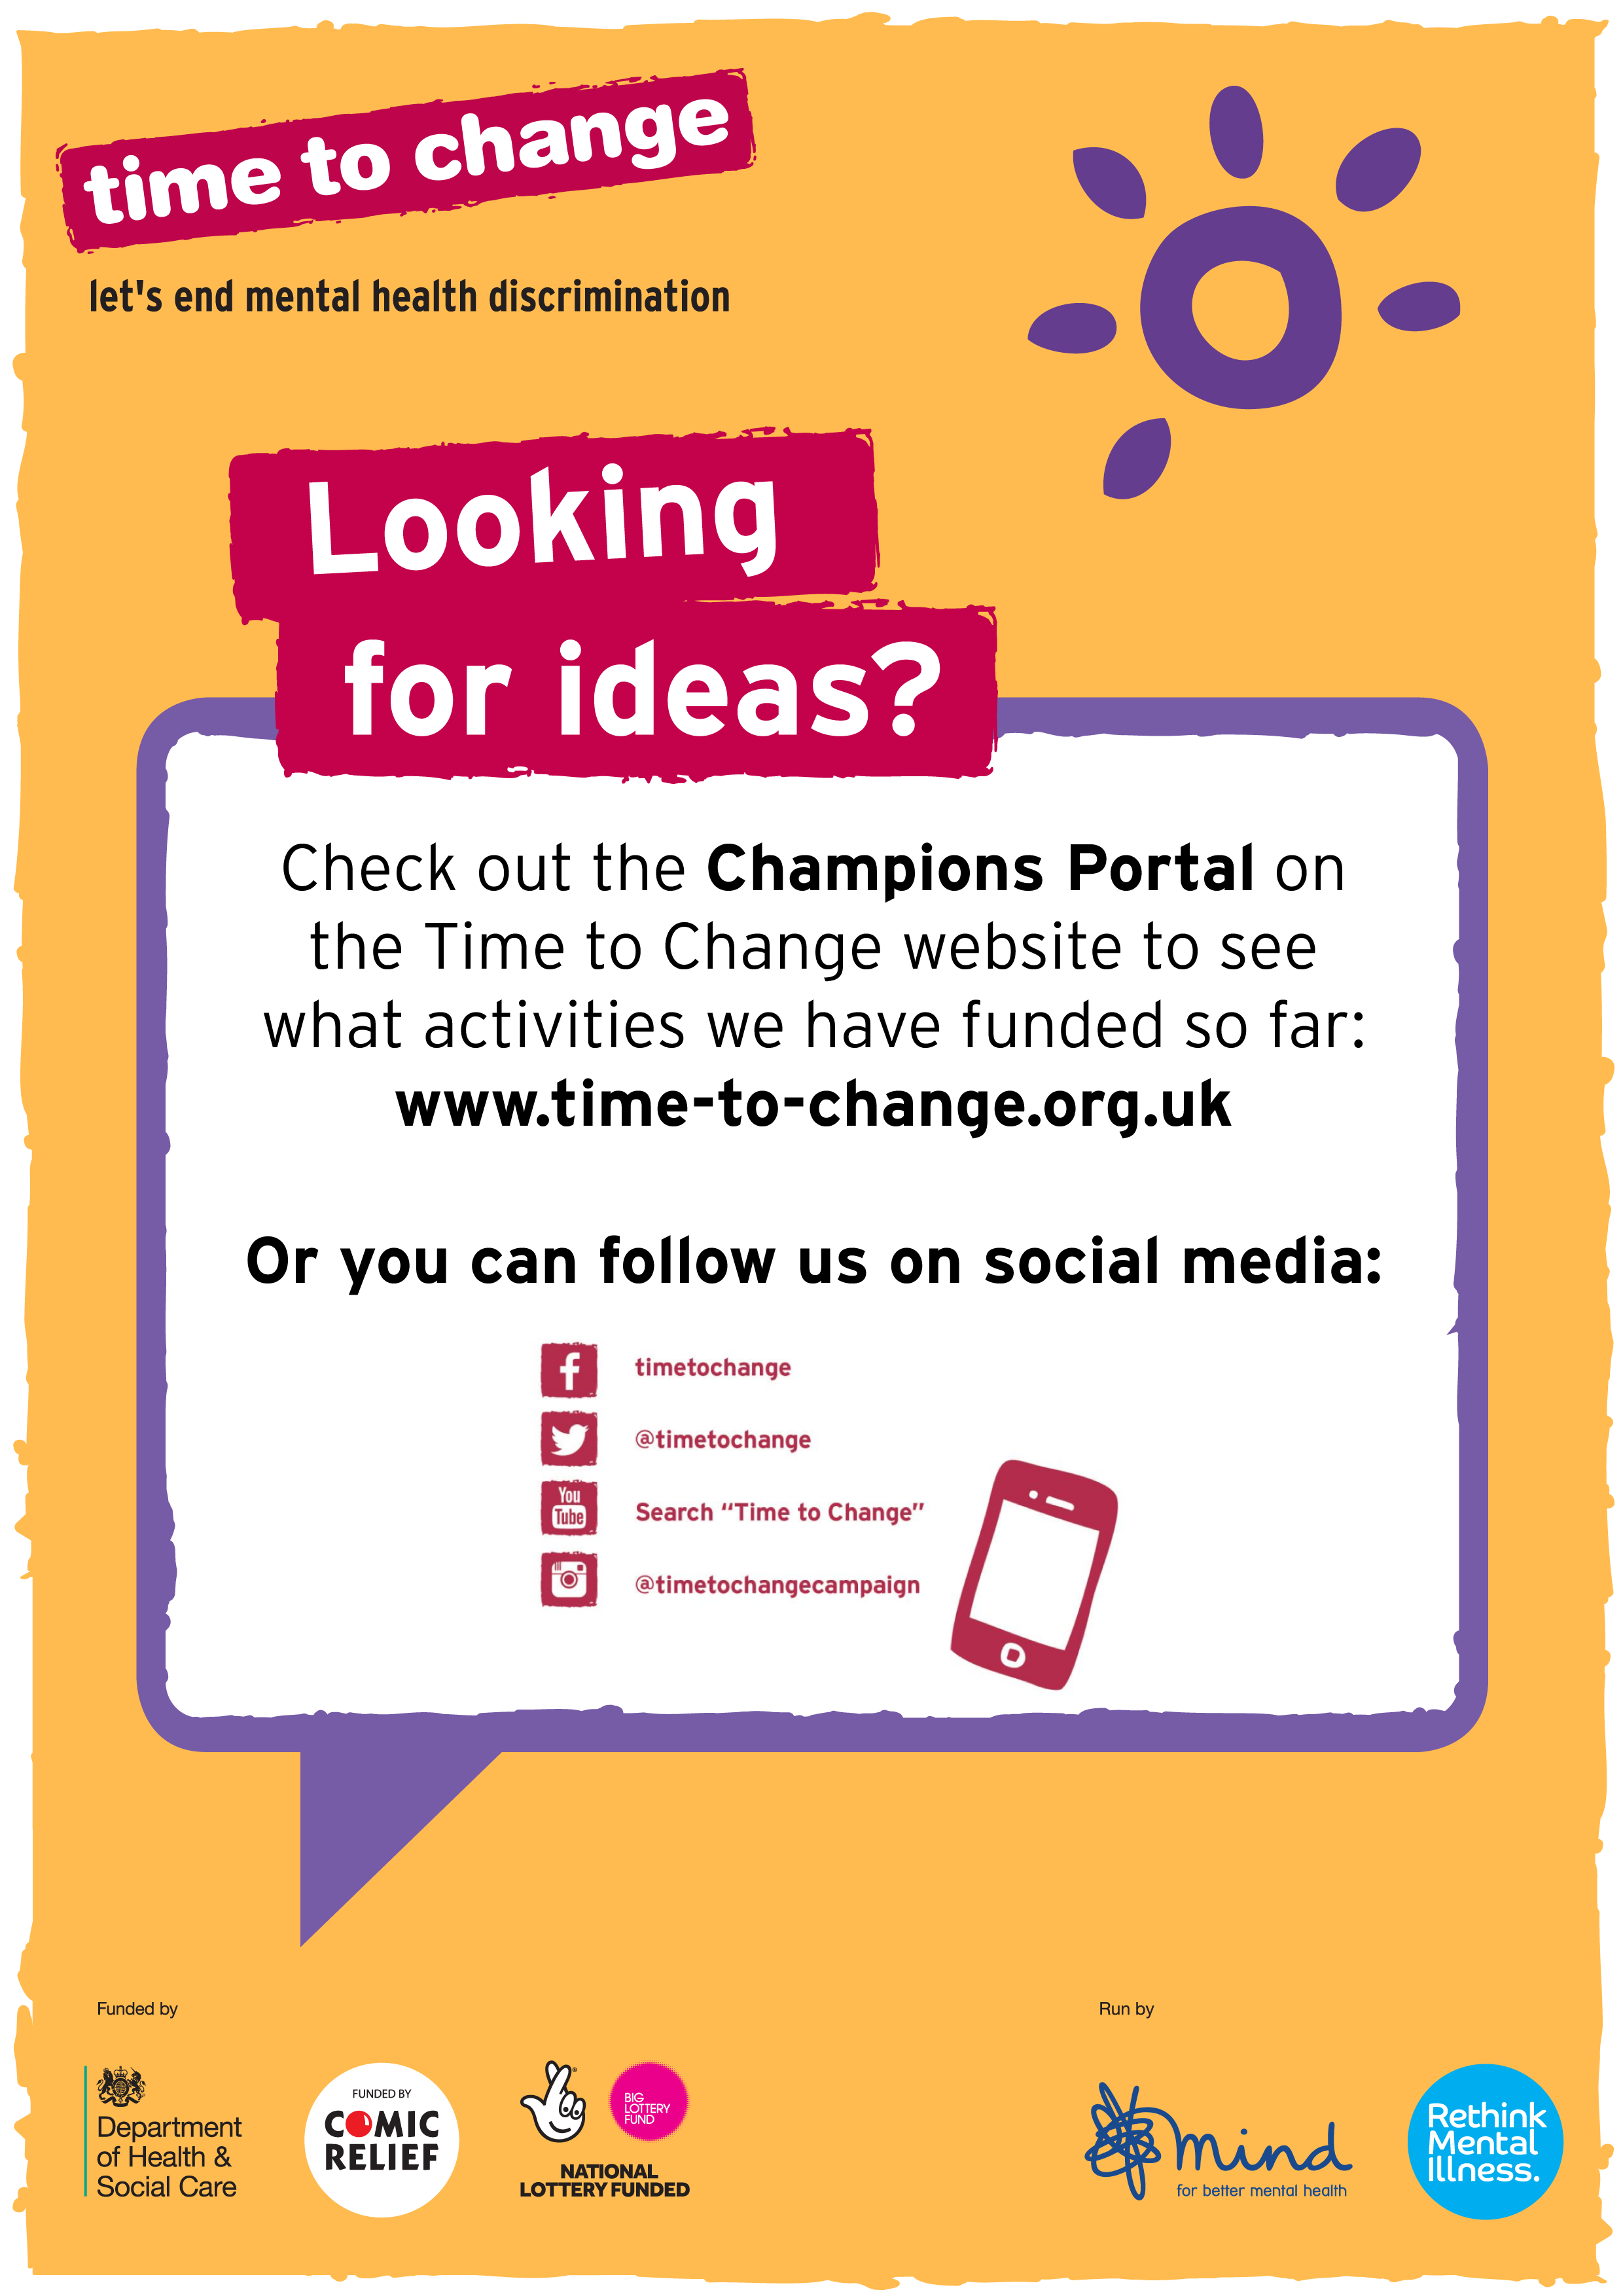 time to change
let's end mental health discrimination
Looking
for ideas?
Check out the Champions Portal on
the Time to Change website to see
what activities we have funded so far:
www.time-to-change.org.uk
Or you can follow us on social media:
timetochange
@timetochange
You
Tube
Search “Time to Change”
@timetochangecampaign
Funded by
Department
of Health &
Social Care
FUNDED BY
COMIC
RELIEF
BIG
LOTTERY
FUND
NATIONAL
LOTTERY FUNDED
Run by
mind
for better mental health
Rethink
Mental
Illness.